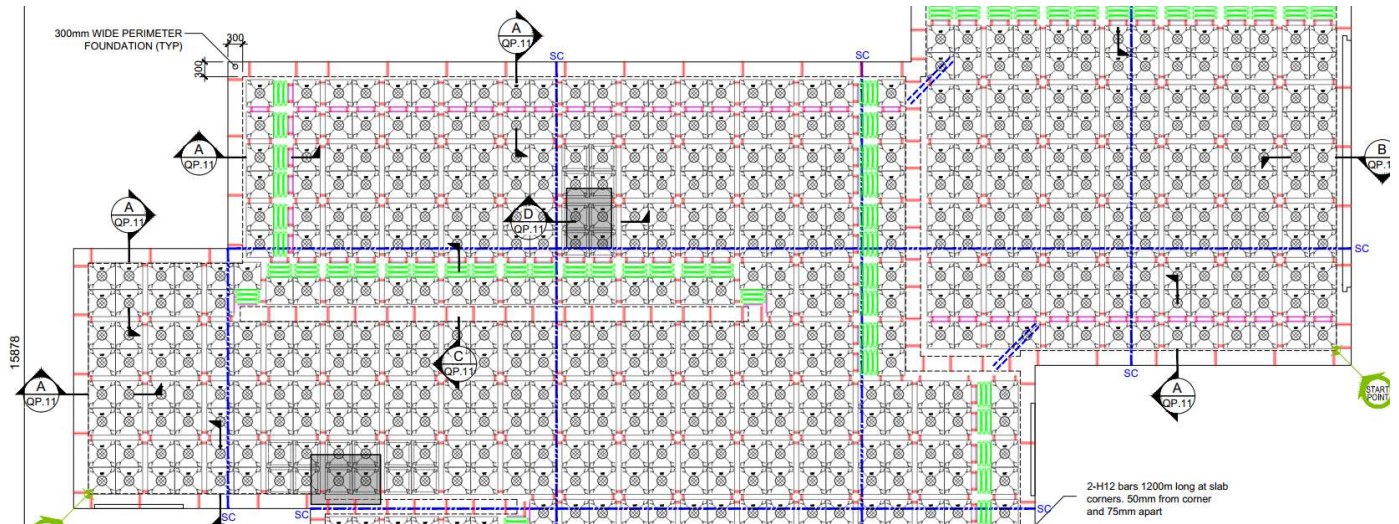 300mm WIDE PERIMETER
FOUNDATION (TYP)
300
300
A
QP.11
SC
SC
A
QP.11
B
QP.1
A
QP.11
D
QP.11
SC
15878
C
QP.11
A
QP.11
SC
A
QP.11
START
POINT
2-H12 bars 1200m long at slab
corners. 50mm from corner
and 75mm apart
SC
SC
SC